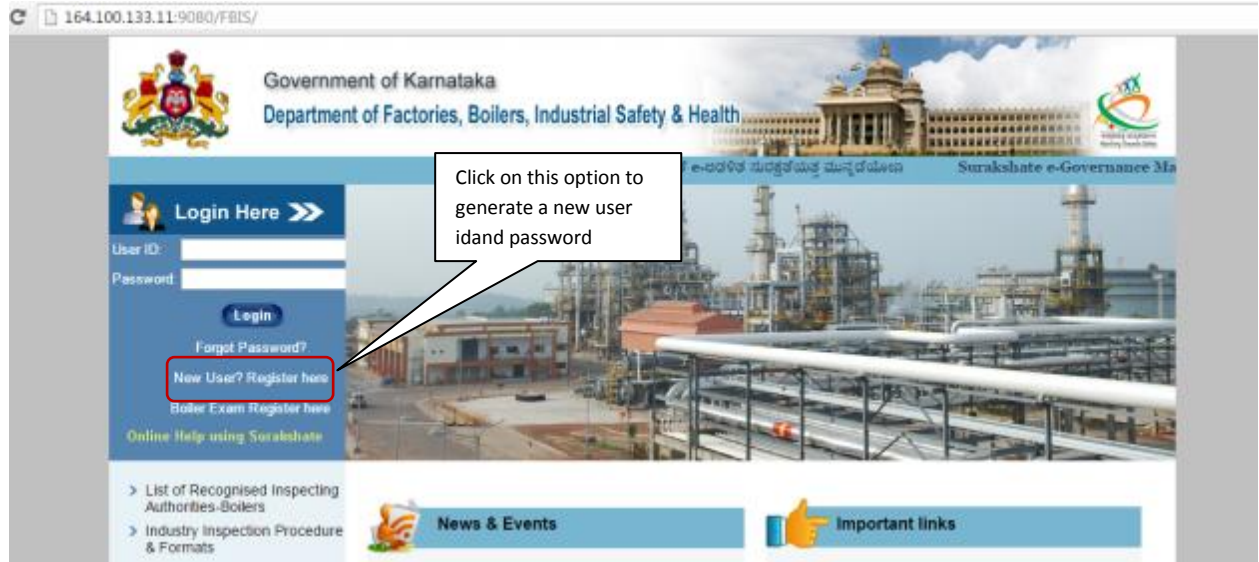 164.100.133.11:9080/FBIS/
Government of Karnataka
Department of Factories, Boilers, Industrial Safety & Health
Surakshate e-Governance Ma
Click on this option to
generate a new user
idand password
Login Here
User ID:
Password:
Login
Forgot Password?
New User? Register here
Boiler Exam Register here
Online Help using Surakshate
List of Recognised Inspecting
Authorities-Boilers
Industry Inspection Procedure
& Formats
News & Events
Important links